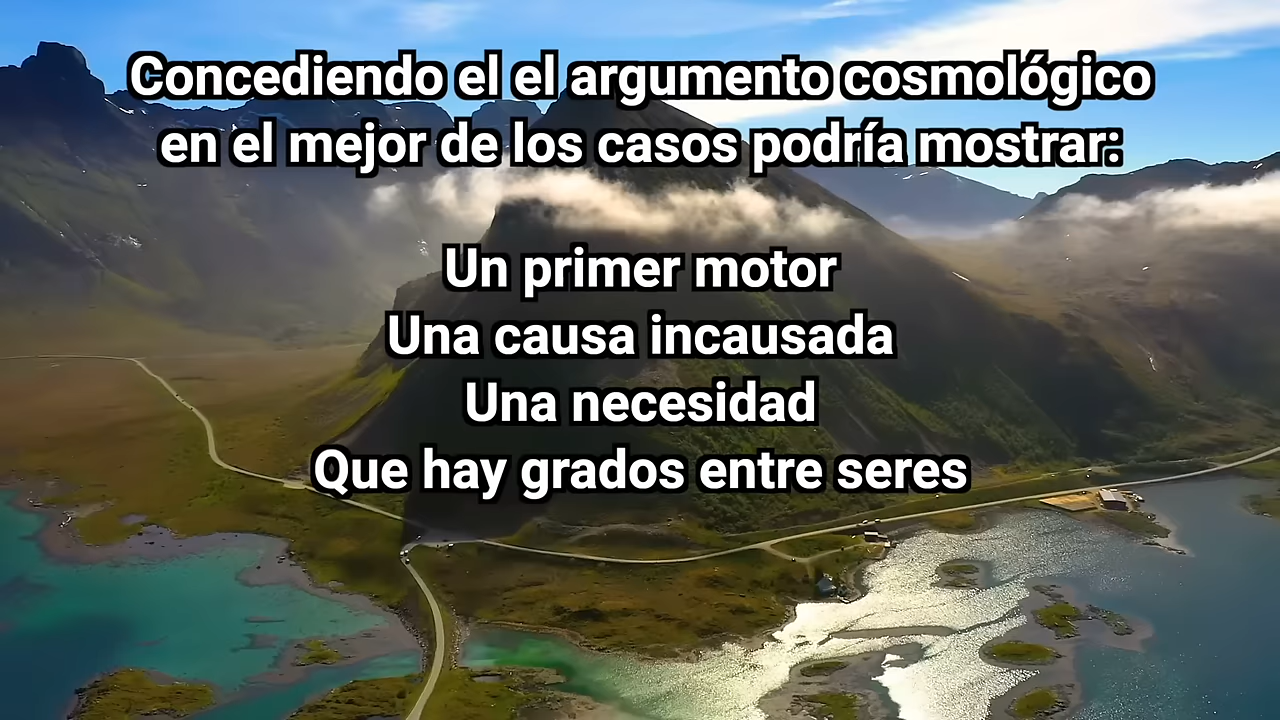 Concediendo el el argumento cosmológico
en el mejor de los casos podría mostrar:
Un primer motor
Una causa incausada
Una necesidad
Que hay grados entre seres